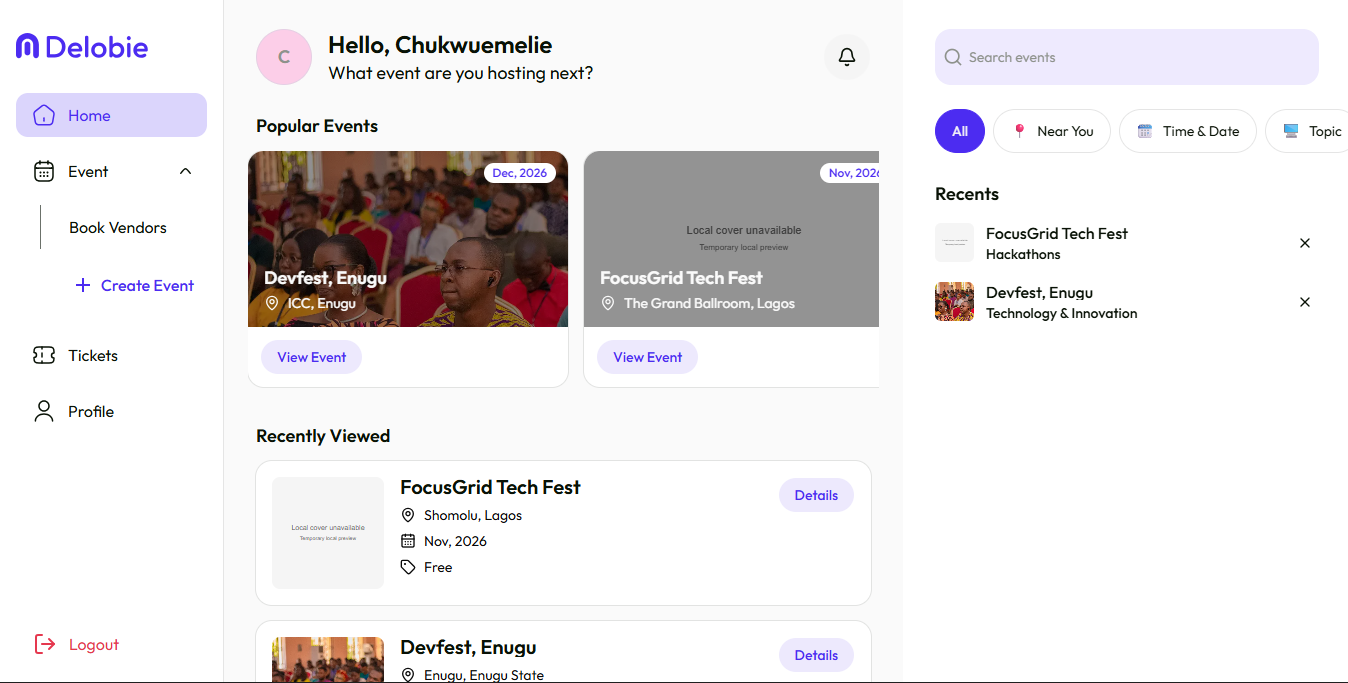 Delobie
Home
Event
Book Vendors
Create Event
Tickets
Profile
Logout
C
Hello, Chukwuemelie
What event are you hosting next?
Popular Events
Dec, 2026
Devfest, Enugu
ICC, Enugu
View Event
Nov, 2026
Local cover unavailable
Temporary local preview
FocusGrid Tech Fest
The Grand Ballroom, Lagos
View Event
Recently Viewed
Local cover unavailable
Temporary local preview
FocusGrid Tech Fest
Shomolu, Lagos
Nov, 2026
Free
Details
Devfest, Enugu
Enugu, Enugu State
Details
Search events
All
Near You
Time & Date
Topic
Recents
FocusGrid Tech Fest
Hackathons
Devfest, Enugu
Technology & Innovation